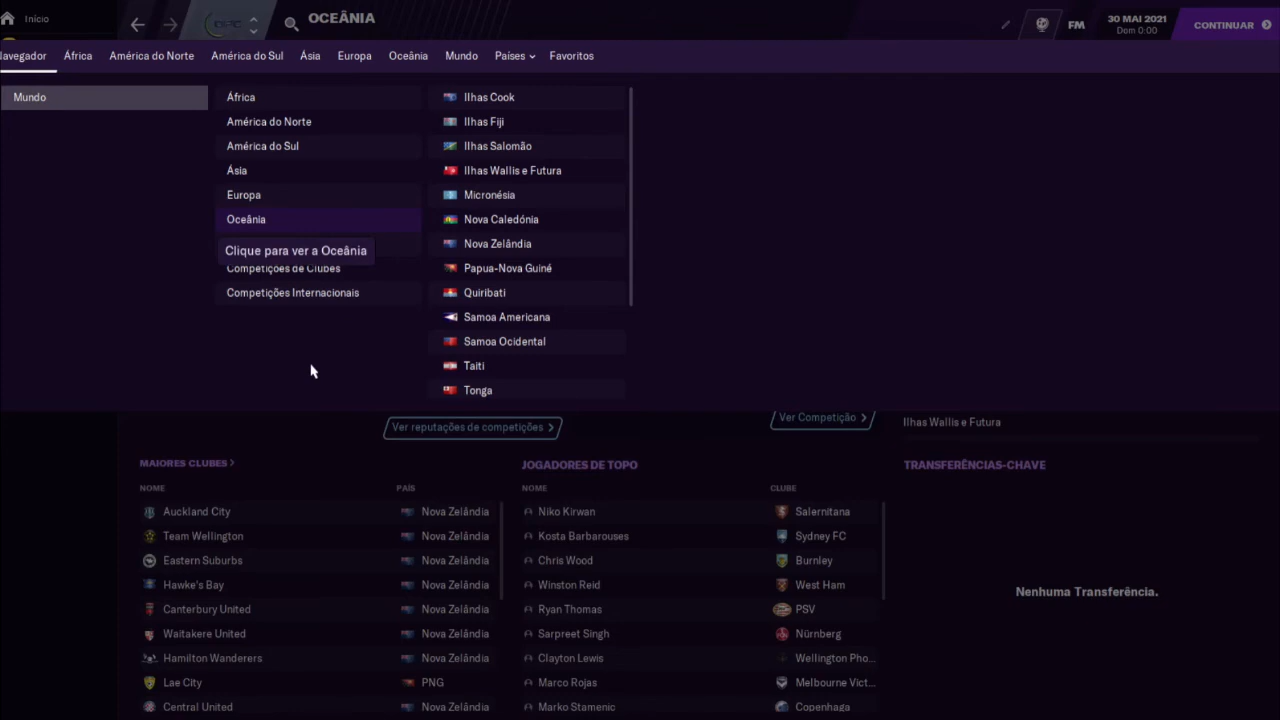 Início
OFC
OCEÂNIA
FM
30 MAI 2021
Dom 0:00
CONTINUAR
lavegador
África
América do Norte
América do Sul
Ásia
Europa
Oceânia
Mundo
Países
Favoritos
Mundo
África
América do Norte
América do Sul
Ásia
Europa
Oceânia
Clique para ver a Oceânia
Competições de Clubes
Competições Internacionais
Ilhas Cook
Ilhas Fiji
Ilhas Salomão
Ilhas Wallis e Futura
Micronésia
Nova Caledónia
Nova Zelândia
Papua-Nova Guiné
Quiribati
Samoa Americana
Samoa Ocidental
Taiti
Tonga
Ver reputações de competições
Ver Competição
Ilhas Wallis e Futura
MAIORES CLUBES
NOME PAÍS
Auckland City Nova Zelândia
Team Wellington Nova Zelândia
Eastern Suburbs Nova Zelândia
Hawke's Bay Nova Zelândia
Canterbury United Nova Zelândia
Waitakere United Nova Zelândia
Hamilton Wanderers Nova Zelândia
Lae City PNG
Central United Nova Zelândia
JOGADORES DE TOPO
NOME CLUBE
Niko Kirwan Salernitana
Kosta Barbarouses Sydney FC
Chris Wood Burnley
Winston Reid West Ham
Ryan Thomas PSV
Sarpreet Singh Nürnberg
Clayton Lewis Wellington Pho...
Marco Rojas Melbourne Vict...
Marko Stamenic Copenhaga
TRANSFERÊNCIAS-CHAVE
Nenhuma Transferência.